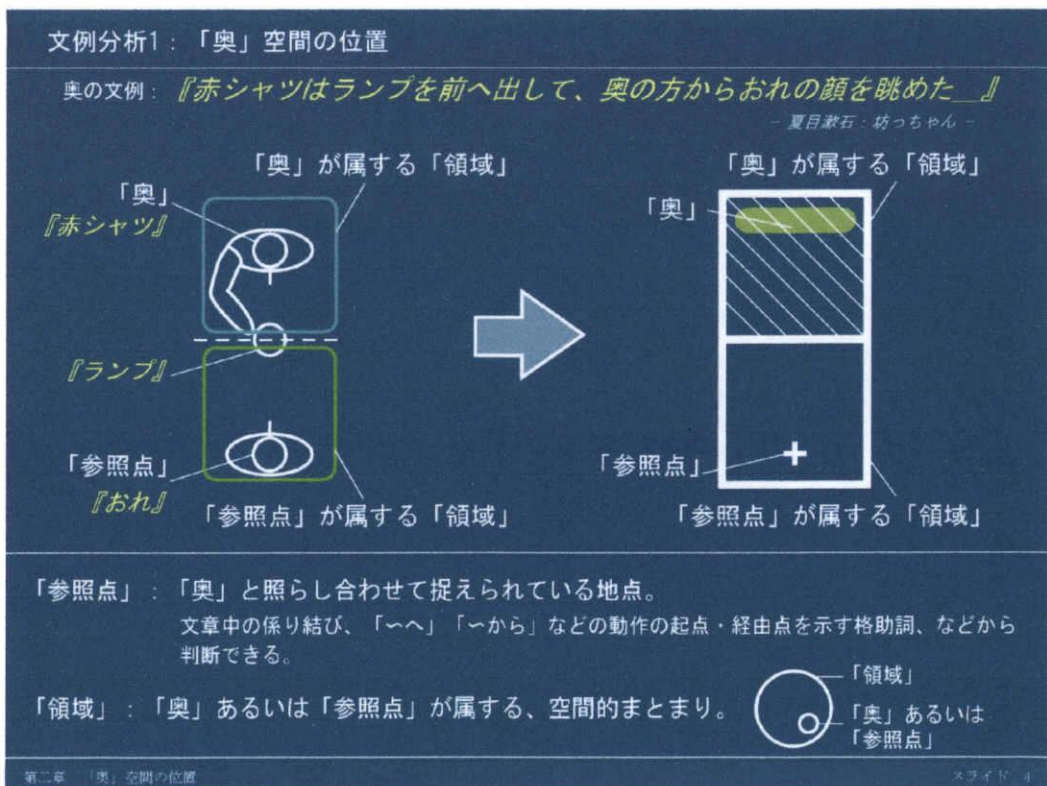 文例分析1：「奥」空間の位置
奥の文例：『赤シャツはランプを前へ出して、奥の方からおれの顔を眺めた＿』
− 夏目漱石：坊っちゃん −
「奥」が属する「領域」
「奥」
『赤シャツ』
『ランプ』
「参照点」
『おれ』
「参照点」が属する「領域」
「奥」が属する「領域」
「奥」
「参照点」
「参照点」が属する「領域」
「参照点」：「奥」と照らし合わせて捉えられている地点。
文章中の係り結び、「〜へ」「〜から」などの動作の起点・経由点を示す格助詞、などから
判断できる。
「領域」：「奥」あるいは「参照点」が属する、空間的まとまり。
「領域」
「奥」あるいは
「参照点」
第二章　「奥」空間の位置
スライド　4